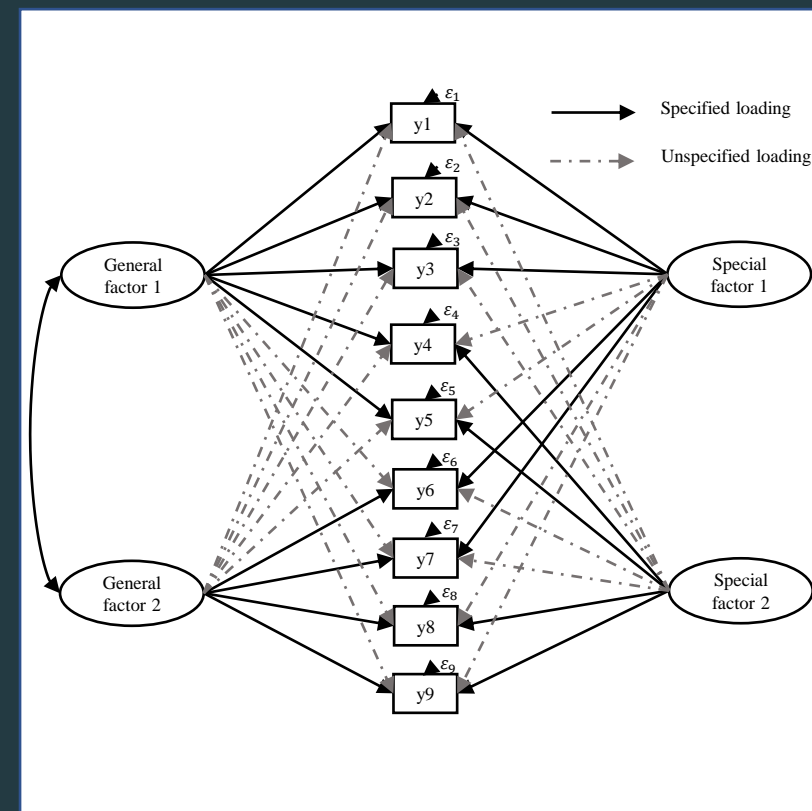 ε1
y1
Specified loading
Unspecified loading
ε2
y2
ε3
y3
General
factor 1
Special
factor 1
ε4
y4
ε5
y5
ε6
y6
ε7
y7
General
factor 2
Special
factor 2
ε8
y8
ε9
y9